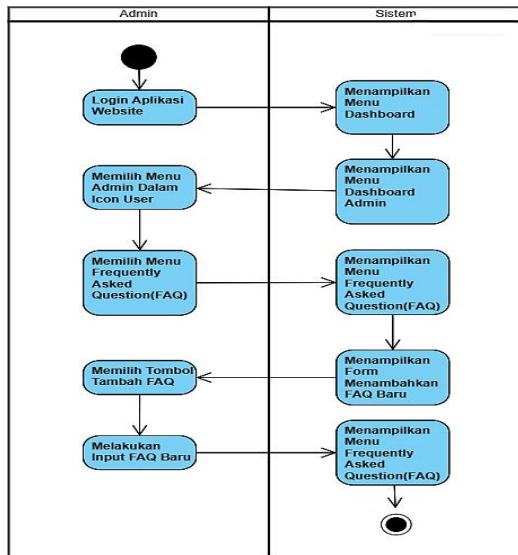 Admin
Sistem
Login Aplikasi
Website
Menampilkan
Menu
Dashboard
Menampilkan
Menu
Dashboard
Admin
Memilih Menu
Admin Dalam
Icon User
Memilih Menu
Frequently
Asked
Question(FAQ)
Menampilkan
Menu
Frequently
Asked
Question(FAQ)
Menampilkan
Form
Menambahkan
FAQ Baru
Memilih Tombol
Tambah FAQ
Melakukan
Input FAQ Baru
Menampilkan
Menu
Frequently
Asked
Question(FAQ)